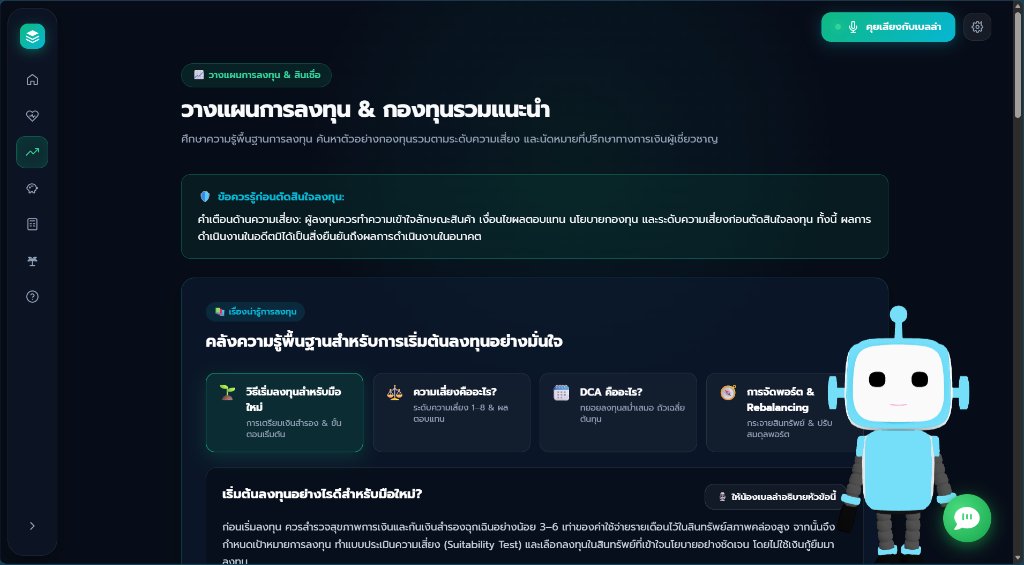 คุยเสียงกับเบลล่า
วางแผนการลงทุน & สินเชื่อ
วางแผนการลงทุน & กองทุนรวมแนะนำ
ศึกษาความรู้พื้นฐานการลงทุน ค้นหาตัวอย่างกองทุนรวมตามระดับความเสี่ยง และนัดหมายที่ปรึกษาทางการเงินผู้เชี่ยวชาญ
ข้อควรรู้ก่อนตัดสินใจลงทุน:
คำเตือนด้านความเสี่ยง: ผู้ลงทุนควรทำความเข้าใจลักษณะสินค้า เงื่อนไขผลตอบแทน นโยบายกองทุน และระดับความเสี่ยงก่อนตัดสินใจลงทุน ทั้งนี้ ผลการ
ดำเนินงานในอดีตมิได้เป็นสิ่งยืนยันถึงผลการดำเนินงานในอนาคต
เรื่องน่ารู้การลงทุน
คลังความรู้พื้นฐานสำหรับการเริ่มต้นลงทุนอย่างมั่นใจ
วิธีเริ่มลงทุนสำหรับมือ
ใหม่
การเตรียมเงินสำรอง & ขั้น
ตอนเริ่มต้น
ความเสี่ยงคืออะไร?
ระดับความเสี่ยง 1–8 & ผล
ตอบแทน
DCA คืออะไร?
ทยอยลงทุนสม่ำเสมอ ถัวเฉลี่ย
ต้นทุน
การจัดพอร์ต &
Rebalancing
กระจายสินทรัพย์ & ปรับ
สมดุลพอร์ต
เริ่มต้นลงทุนอย่างไรดีสำหรับมือใหม่?
ให้น้องเบลล่าอธิบายหัวข้อนี้
ก่อนเริ่มลงทุน ควรสำรวจสุขภาพการเงินและกันเงินสำรองฉุกเฉินอย่างน้อย 3–6 เท่าของค่าใช้จ่ายรายเดือนไว้ในสินทรัพย์สภาพคล่องสูง จากนั้นจึง
กำหนดเป้าหมายการลงทุน ทำแบบประเมินความเสี่ยง (Suitability Test) และเลือกลงทุนในสินทรัพย์ที่เข้าใจนโยบายอย่างชัดเจน โดยไม่ใช้เงินกู้ยืมมา
ลงทุน